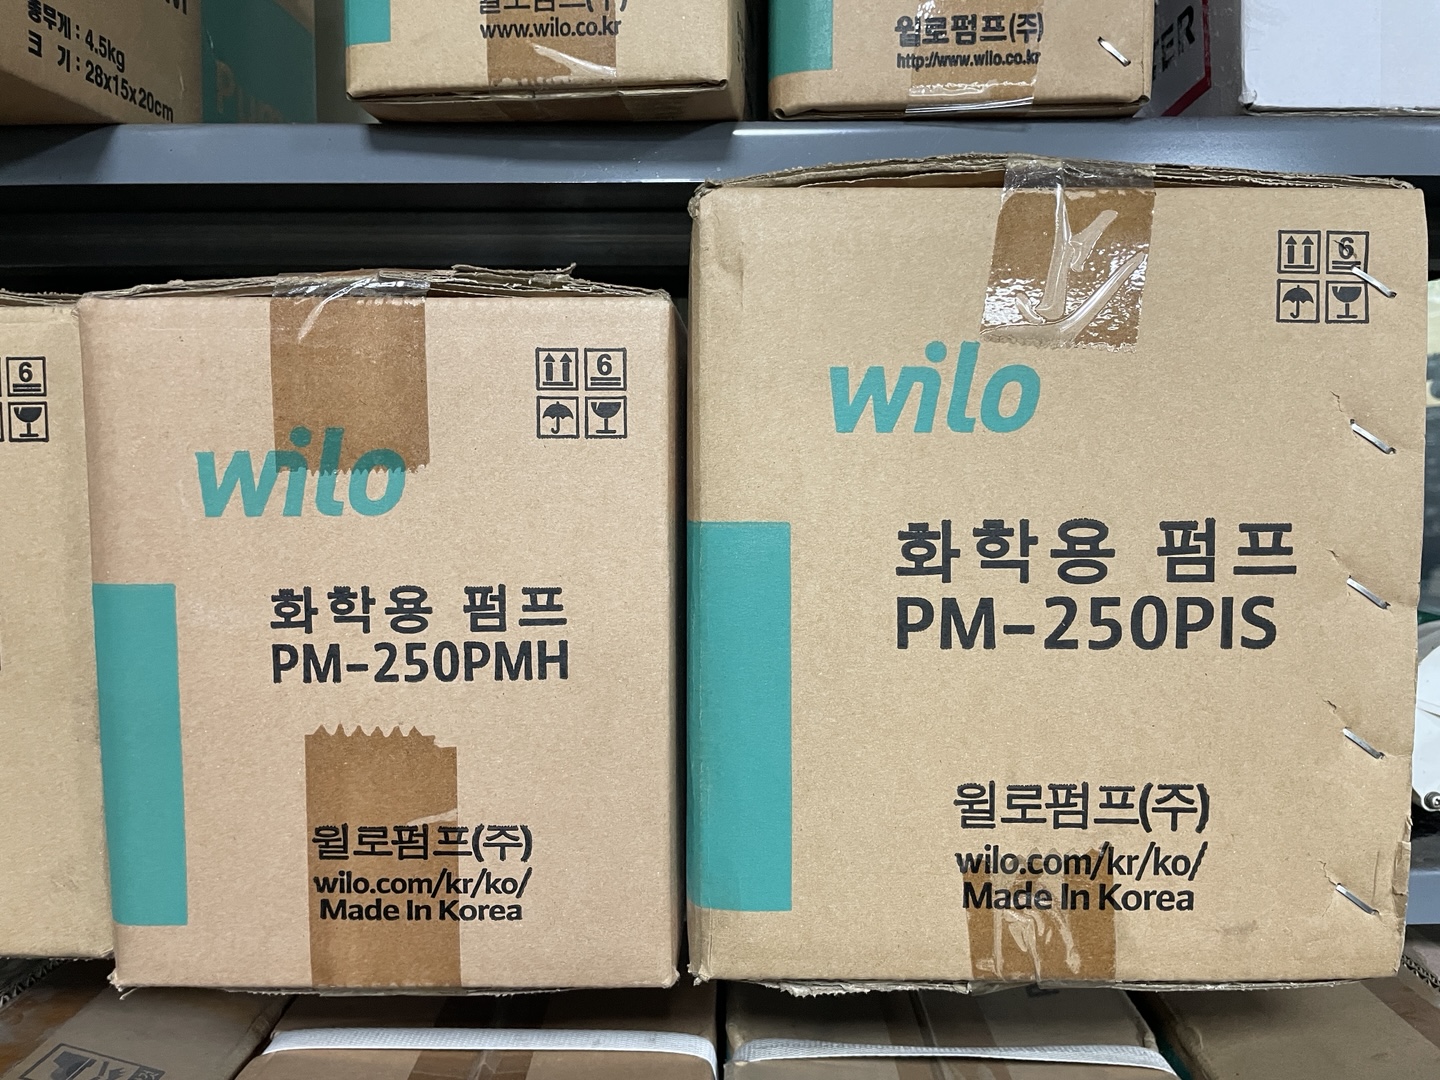 총무게 : 4.5kg
크 기 : 28x15x20cm
www.wilo.co.kr
윌로펌프(주)
http://www.wilo.co.kr
6
6
wilo
화학용 펌프
PM-250PMH
윌로펌프(주)
wilo.com/kr/ko/
Made In Korea
6
wilo
화학용 펌프
PM-250PIS
윌로펌프(주)
wilo.com/kr/ko/
Made In Korea